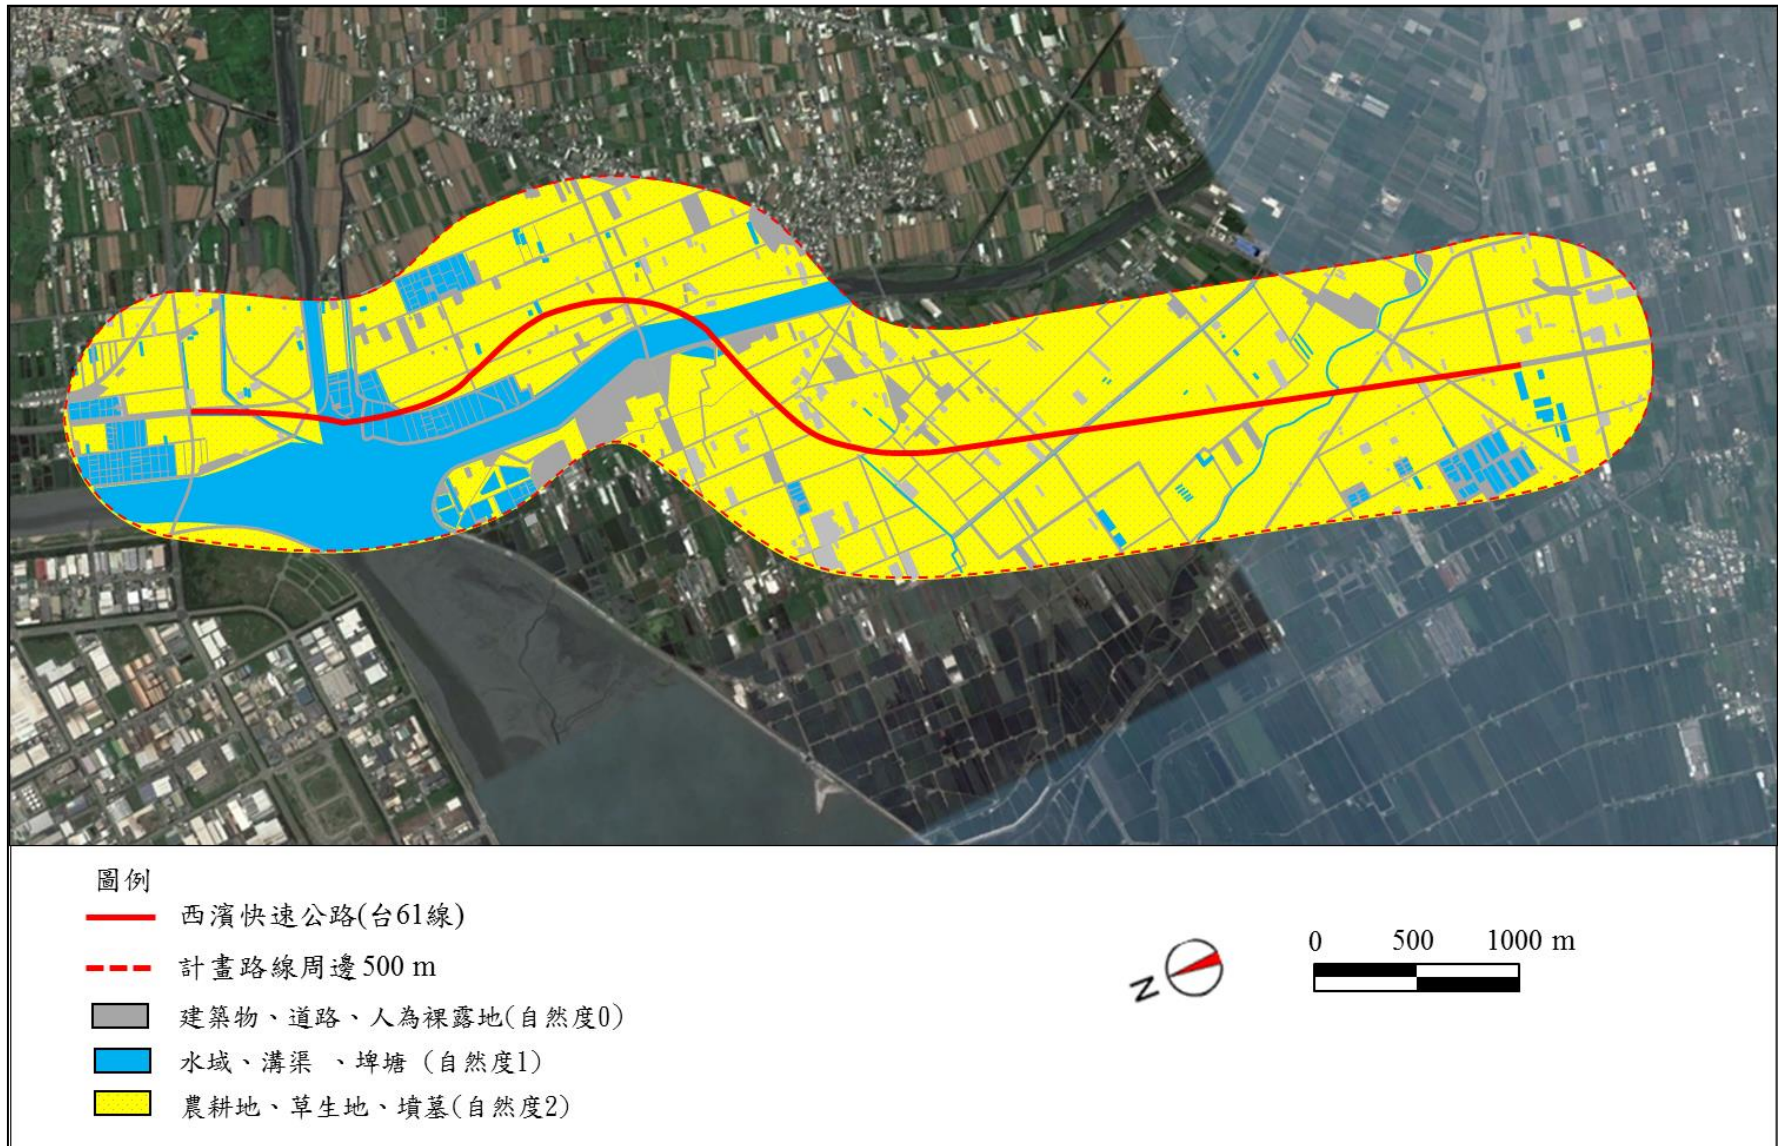 圖例
西濱快速公路(台61線)
計畫路線周邊500 m
建築物、道路、人為裸露地(自然度0)
水域、溝渠 、埤塘 (自然度1)
農耕地、草生地、墳墓(自然度2)
N
0 500 1000 m